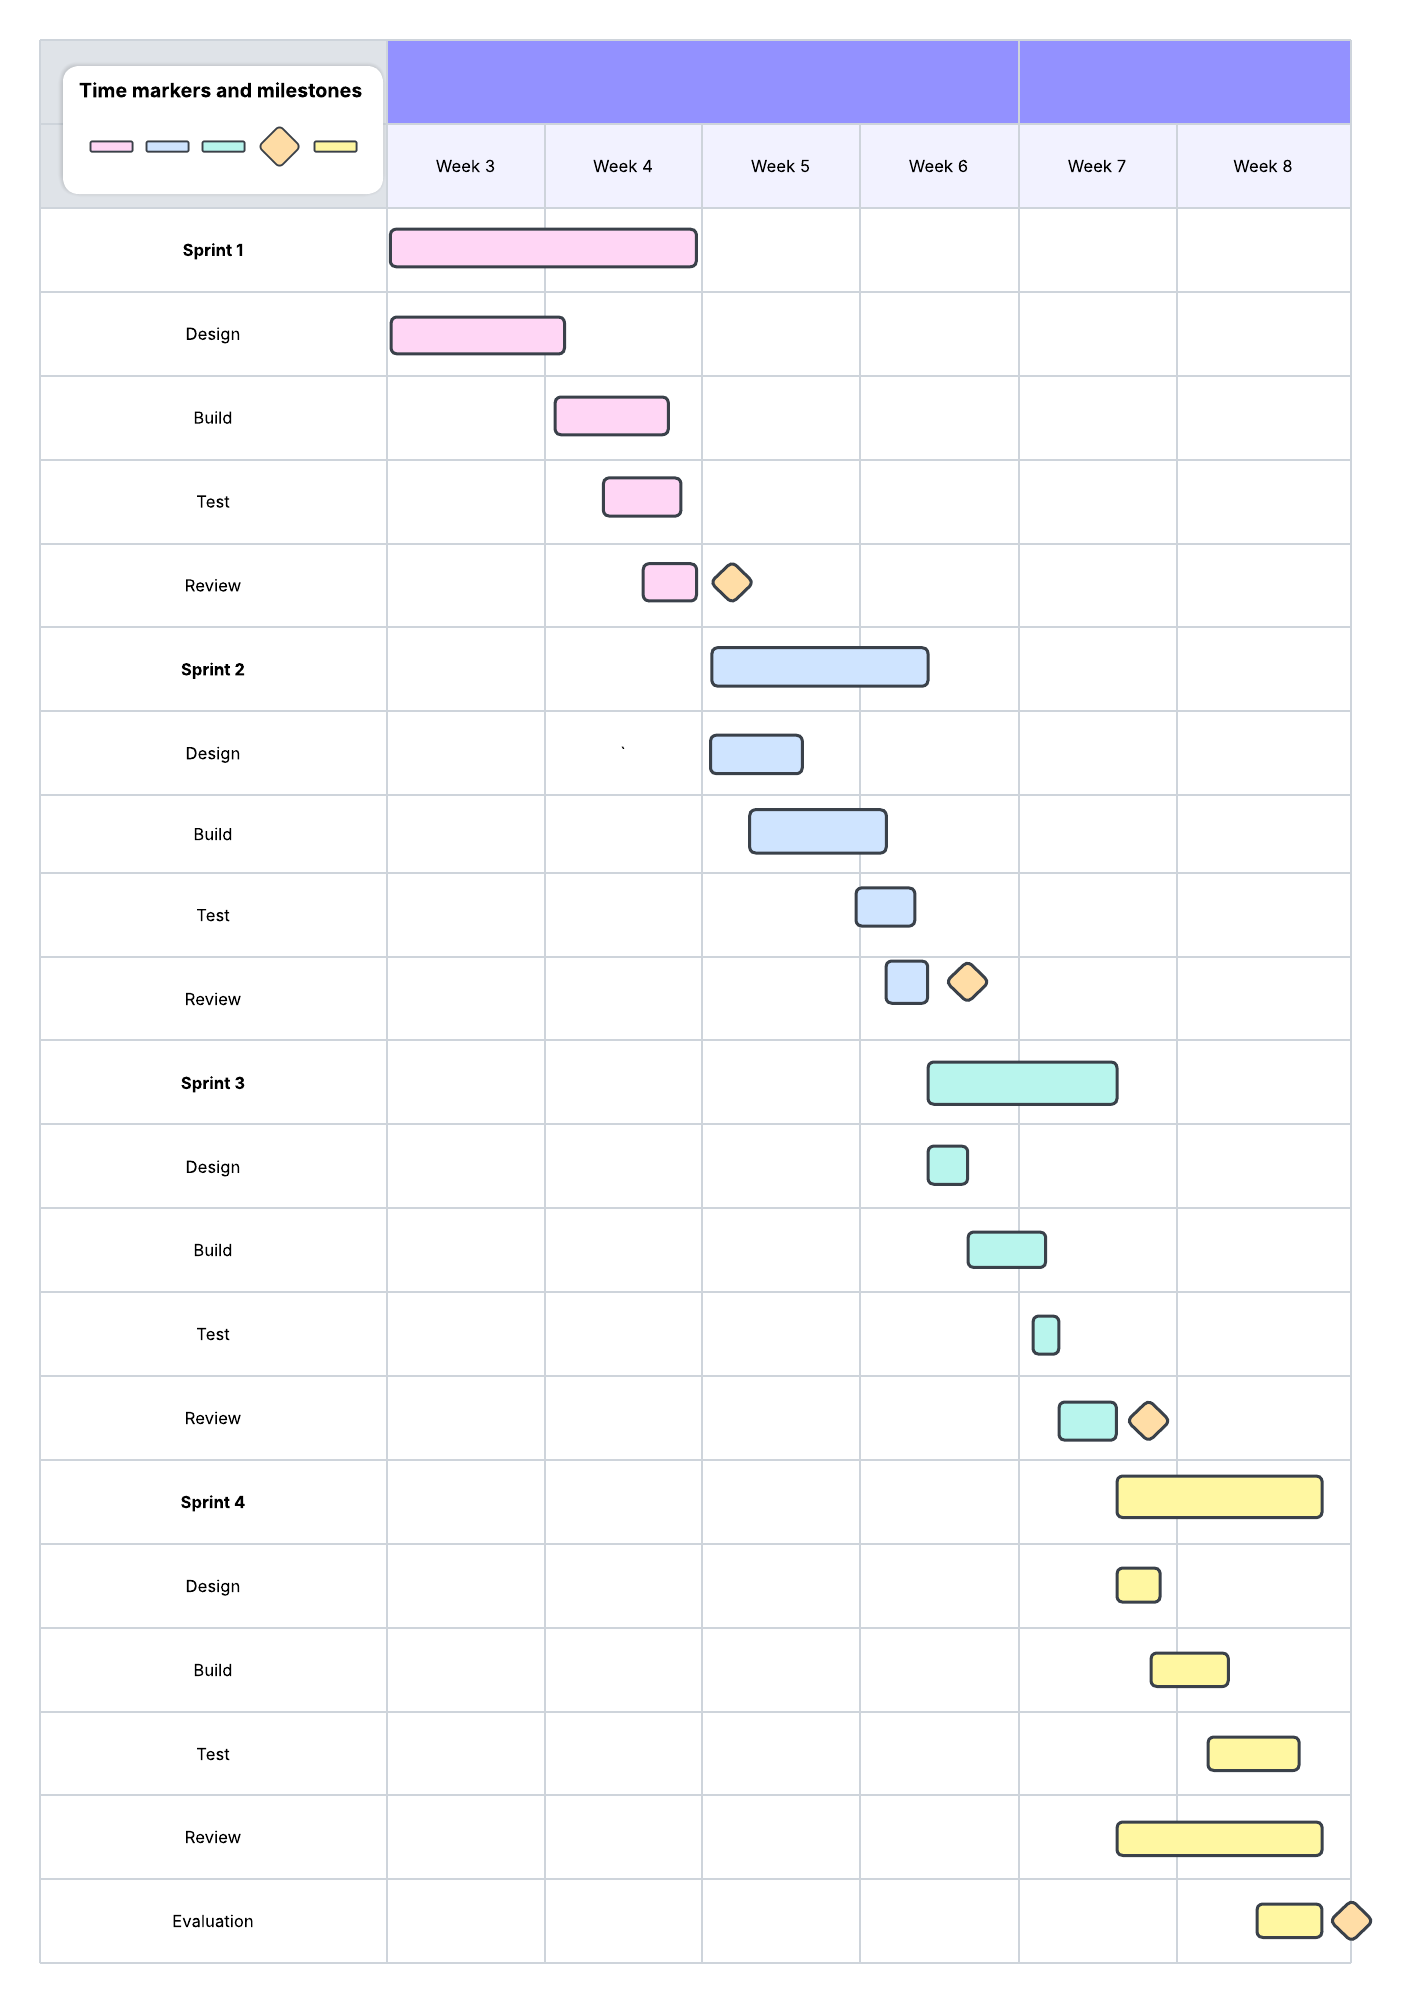 Time markers and milestones
Week 3
Week 4
Week 5
Week 6
Week 7
Week 8
Sprint 1
Design
Build
Test
Review
Sprint 2
Design
`
Build
Test
Review
Sprint 3
Design
Build
Test
Review
Sprint 4
Design
Build
Test
Review
Evaluation